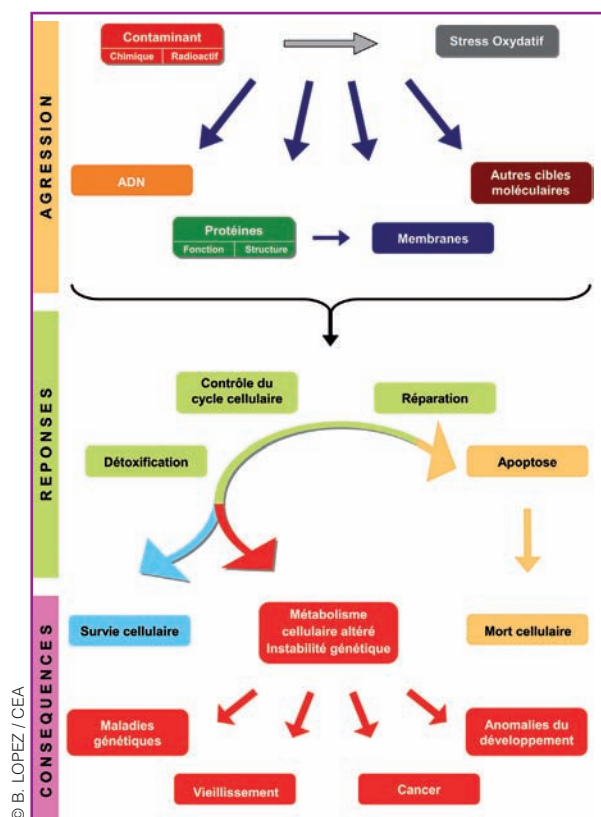 AGRESSION
Contaminant
Chimique Radioactif
Stress Oxydatif
ADN
Autres cibles
moléculaires
Protéines
Fonction Structure
Membranes
REPONSES
Contrôle du
cycle cellulaire
Réparation
Détoxification
Apoptose
CONSEQUENCES
Survie cellulaire
Métabolisme
cellulaire altéré
Instabilité génétique
Mort cellulaire
Maladies
génétiques
Anomalies du
développement
Vieillissement
Cancer
© B. LOPEZ / CEA